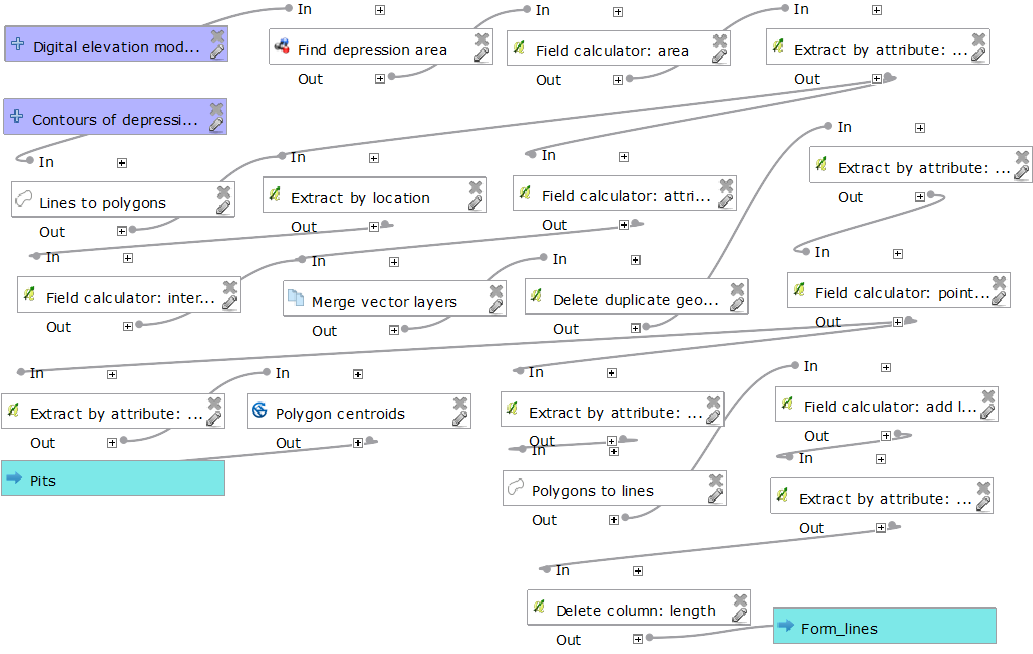 In In In
Digital elevation mod... Find depression area Field calculator: area Extract by attribute: ...
Out Out Out
Contours of depressi... In
In In In Extract by attribute: ...
Lines to polygons Extract by location Field calculator: attri... Out
Out Out Out
In In In In
Field calculator: inter... Merge vector layers Delete duplicate geo... Field calculator: point...
Out Out Out Out
In In In In
Extract by attribute: ... Polygon centroids Extract by attribute: ... Field calculator: add l...
Out Out Out Out
Pits In In
Polygons to lines Extract by attribute: ...
Out Out
In
Delete column: length
Out Form_lines